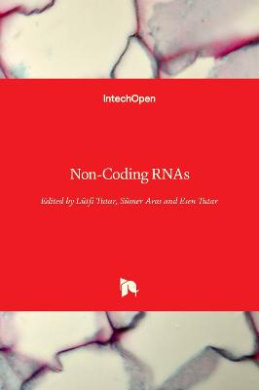 IntechOpen
Non-Coding RNAs
Edited by Lütfi Tutar, Sümer Aras and Esen Tutar